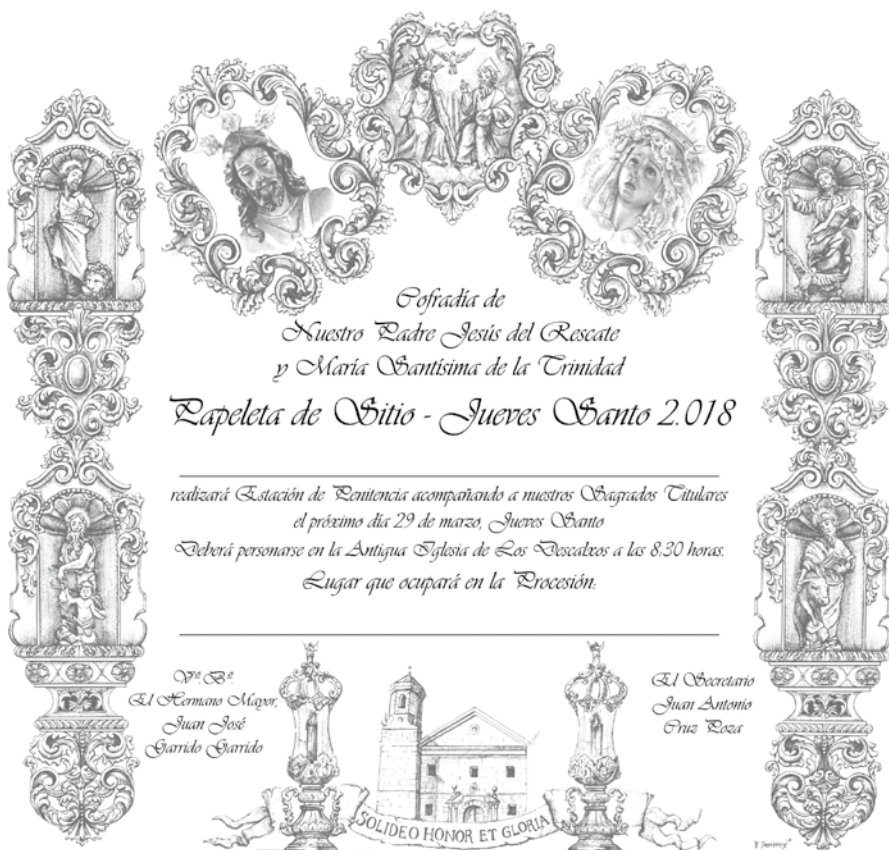 Cofradía de
Nuestro Padre Jesús del Rescate
y María Santísima de la Trinidad
Papeleta de Sitio - Jueves Santo 2.018
realizará Estación de Penitencia acompañando a nuestros Sagrados Titulares
el próximo día 29 de marzo, Jueves Santo
Deberá personarse en la Antigua Iglesia de Los Descalzos a las 8:30 horas.
Lugar que ocupará en la Procesión:
Vº Bº
El Hermano Mayor,
Juan José
Garrido Garrido
El Secretario
Juan Antonio
Cruz Poza
SOLIDEO HONOR ET GLORIA